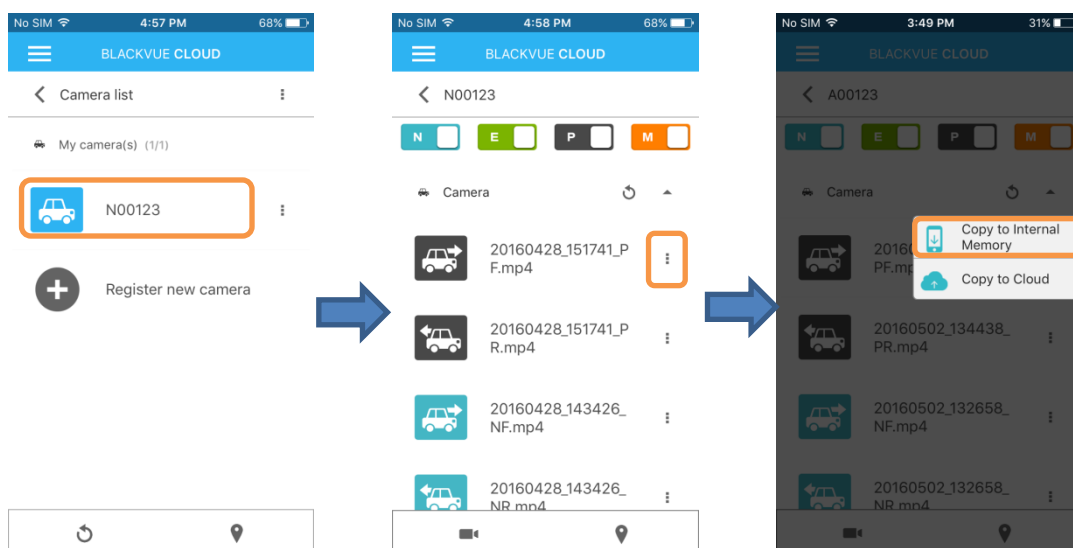 No SIM 4:57 PM 68%
BLACKVUE CLOUD
Camera list
My camera(s) (1/1)
N00123
Register new camera
No SIM 4:58 PM 68%
BLACKVUE CLOUD
N00123
N E P M
Camera
20160428_151741_P
F.mp4
20160428_151741_P
R.mp4
20160428_143426_
NF.mp4
20160428_143426_
NR.mp4
No SIM 3:49 PM 31%
BLACKVUE CLOUD
A00123
N E P M
Camera
Copy to Internal
Memory
Copy to Cloud
20160502_134438_
PR.mp4
20160502_132658_
NF.mp4
20160502_132658_
NR.mp4